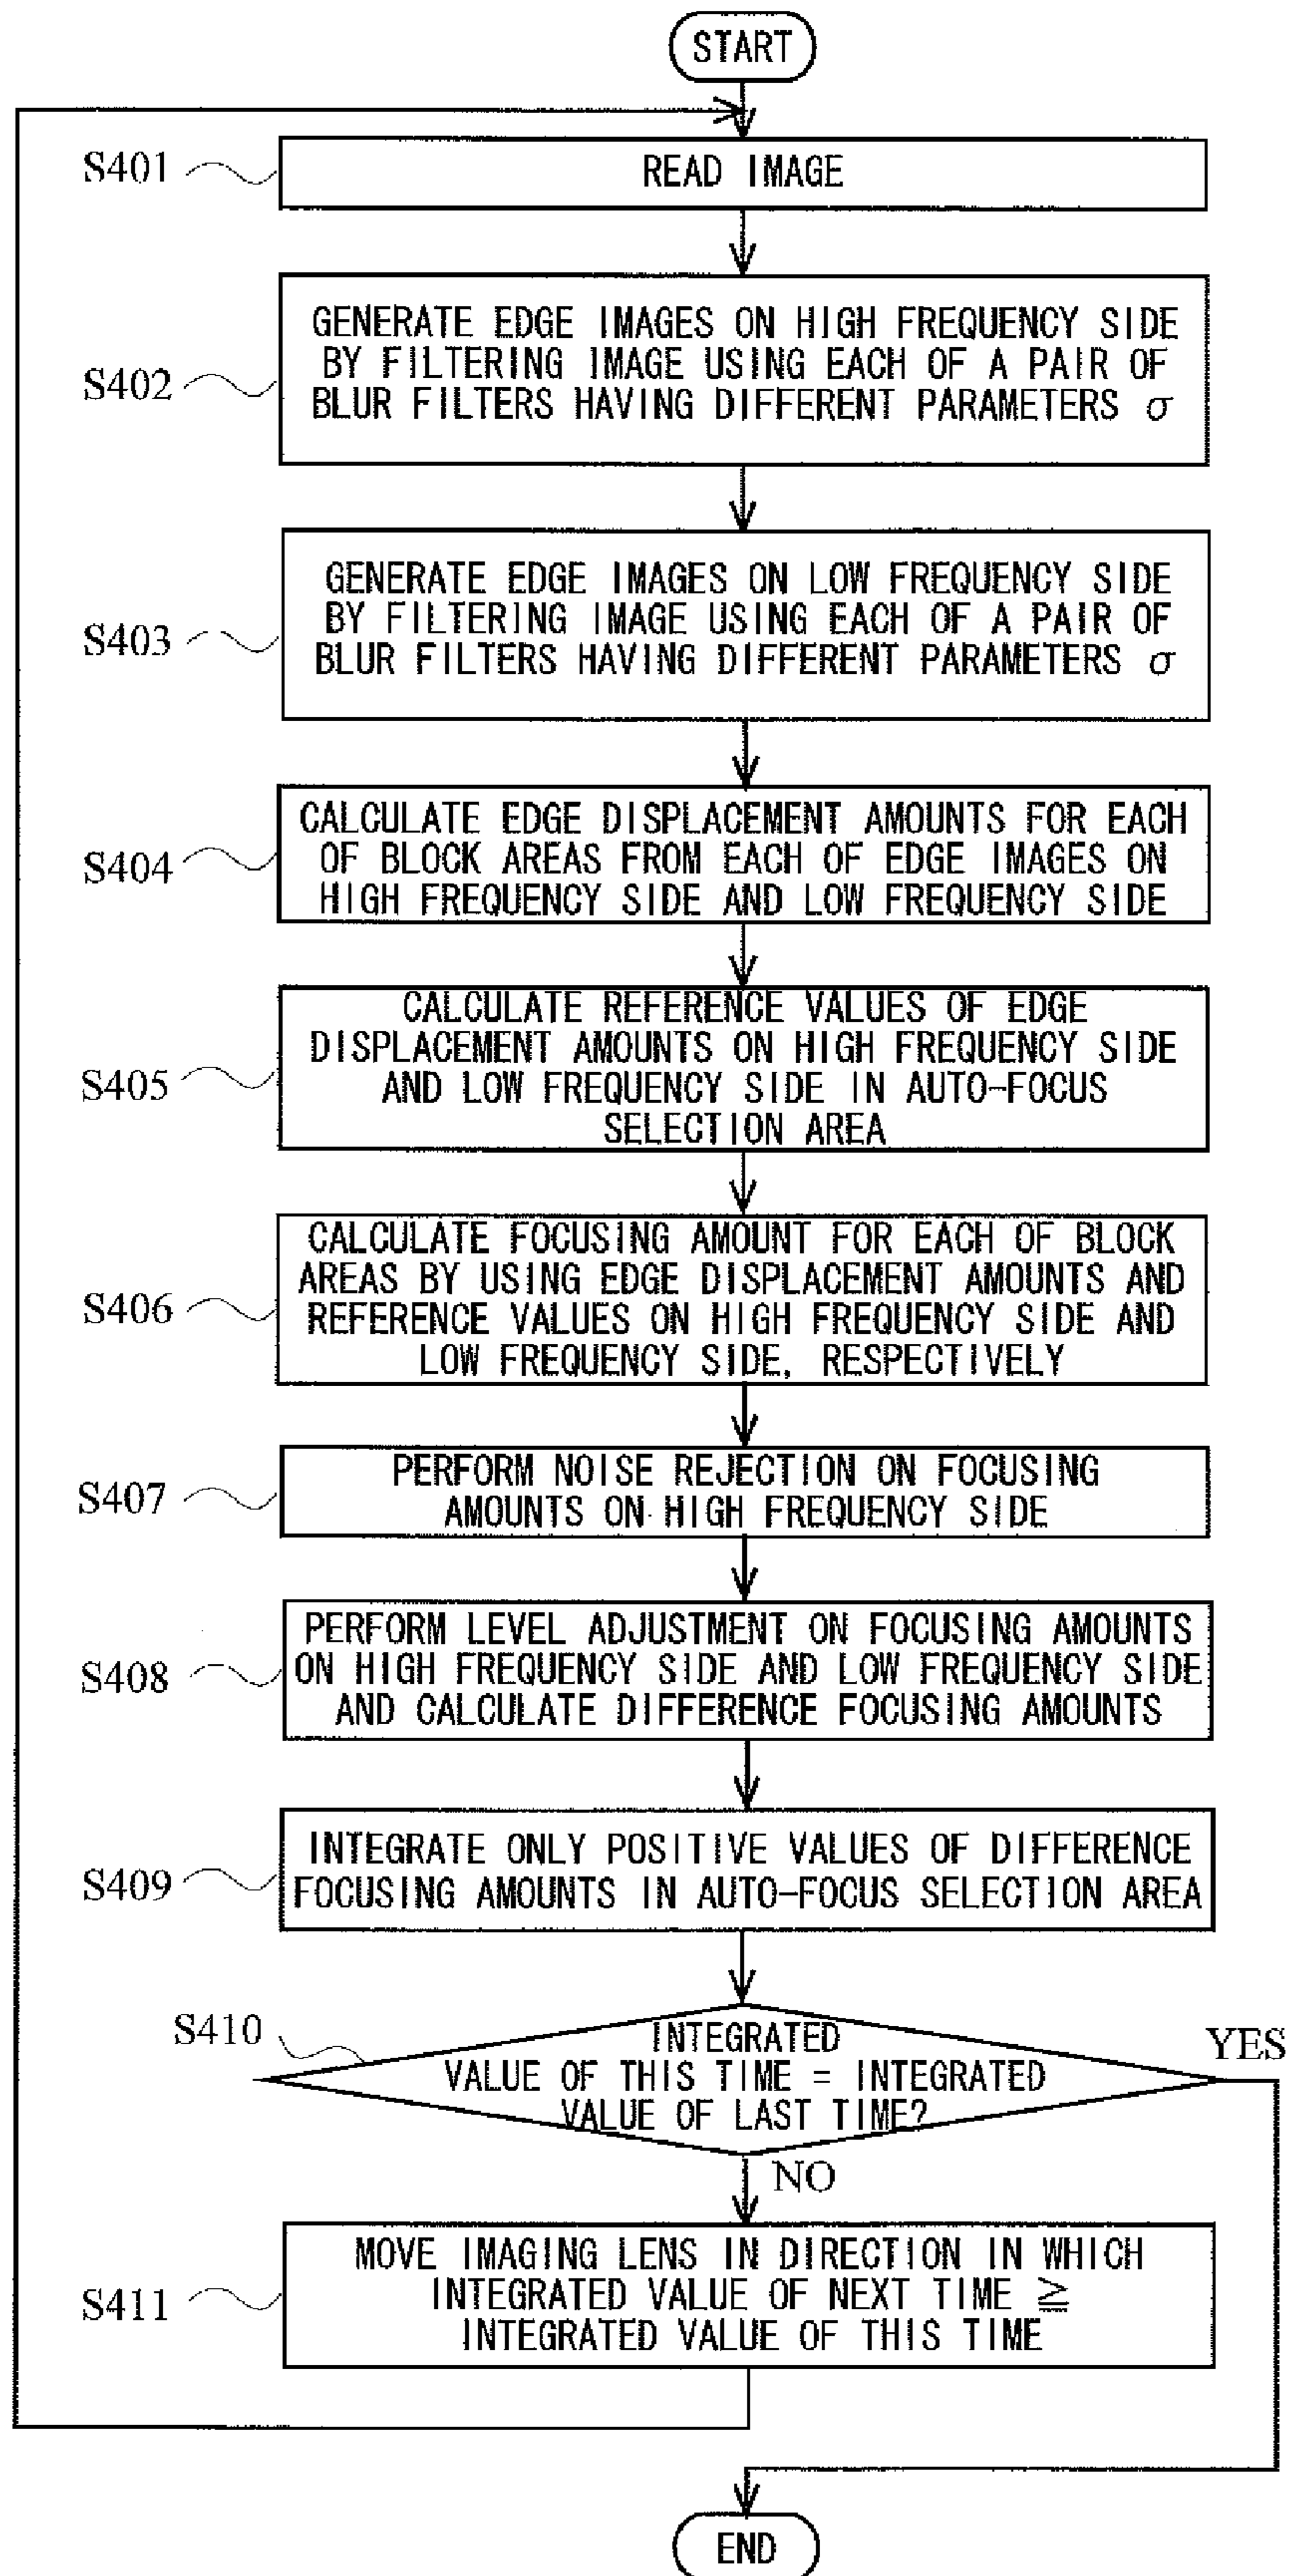 START
S401
READ IMAGE
S402
GENERATE EDGE IMAGES ON HIGH FREQUENCY SIDE
BY FILTERING IMAGE USING EACH OF A PAIR OF
BLUR FILTERS HAVING DIFFERENT PARAMETERS σ
S403
GENERATE EDGE IMAGES ON LOW FREQUENCY SIDE
BY FILTERING IMAGE USING EACH OF A PAIR OF
BLUR FILTERS HAVING DIFFERENT PARAMETERS σ
S404
CALCULATE EDGE DISPLACEMENT AMOUNTS FOR EACH
OF BLOCK AREAS FROM EACH OF EDGE IMAGES ON
HIGH FREQUENCY SIDE AND LOW FREQUENCY SIDE
S405
CALCULATE REFERENCE VALUES OF EDGE
DISPLACEMENT AMOUNTS ON HIGH FREQUENCY SIDE
AND LOW FREQUENCY SIDE IN AUTO-FOCUS
SELECTION AREA
S406
CALCULATE FOCUSING AMOUNT FOR EACH OF BLOCK
AREAS BY USING EDGE DISPLACEMENT AMOUNTS AND
REFERENCE VALUES ON HIGH FREQUENCY SIDE AND
LOW FREQUENCY SIDE, RESPECTIVELY
S407
PERFORM NOISE REJECTION ON FOCUSING
AMOUNTS ON HIGH FREQUENCY SIDE
S408
PERFORM LEVEL ADJUSTMENT ON FOCUSING AMOUNTS
ON HIGH FREQUENCY SIDE AND LOW FREQUENCY SIDE
AND CALCULATE DIFFERENCE FOCUSING AMOUNTS
S409
INTEGRATE ONLY POSITIVE VALUES OF DIFFERENCE
FOCUSING AMOUNTS IN AUTO-FOCUS SELECTION AREA
S410
INTEGRATED
VALUE OF THIS TIME = INTEGRATED
VALUE OF LAST TIME?
YES
NO
S411
MOVE IMAGING LENS IN DIRECTION IN WHICH
INTEGRATED VALUE OF NEXT TIME ≧
INTEGRATED VALUE OF THIS TIME
END